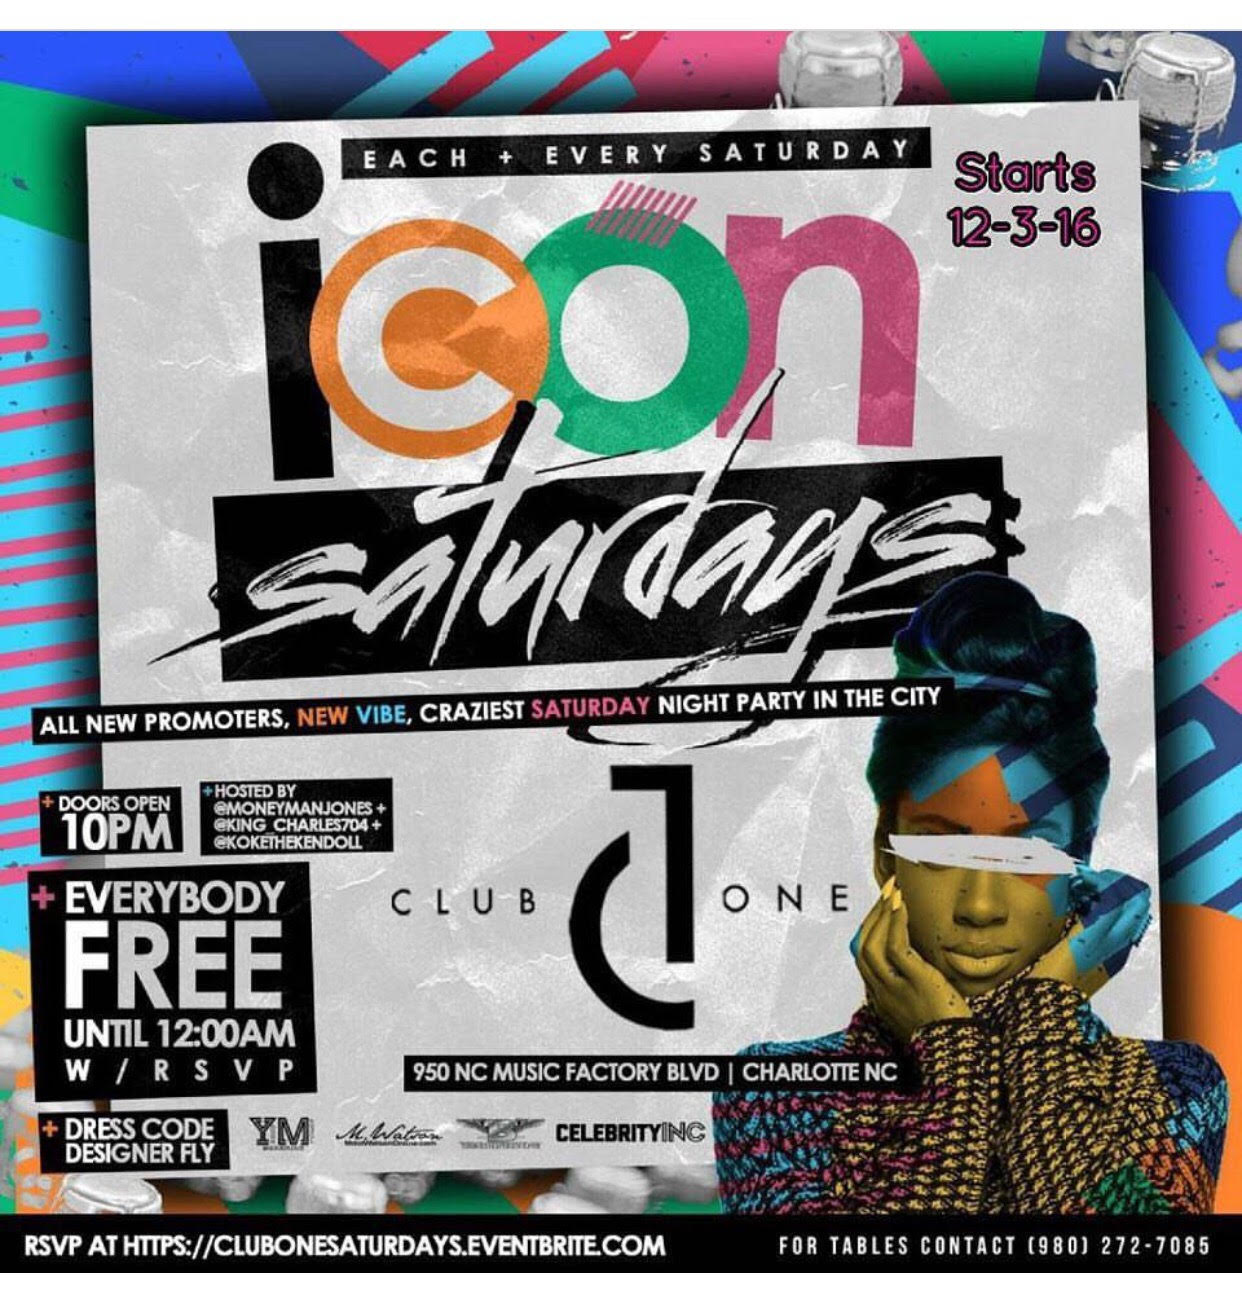 EACH + EVERY SATURDAY
Starts
12-3-16
icon
saturdays
ALL NEW PROMOTERS, NEW VIBE, CRAZIEST SATURDAY NIGHT PARTY IN THE CITY
+ DOORS OPEN
10PM
+ HOSTED BY
@MONEYMANJONES +
@KING_CHARLES704 +
@KOKETHEKENDOLL
+ EVERYBODY
FREE
UNTIL 12:00AM
W / R S V P
CLUB 1 ONE
950 NC MUSIC FACTORY BLVD | CHARLOTTE NC
+ DRESS CODE
DESIGNER FLY
YM
M. Watson
CELEBRITYINC
RSVP AT HTTPS://CLUBONESATURDAYS.EVENTBRITE.COM
FOR TABLES CONTACT (980) 272-7085